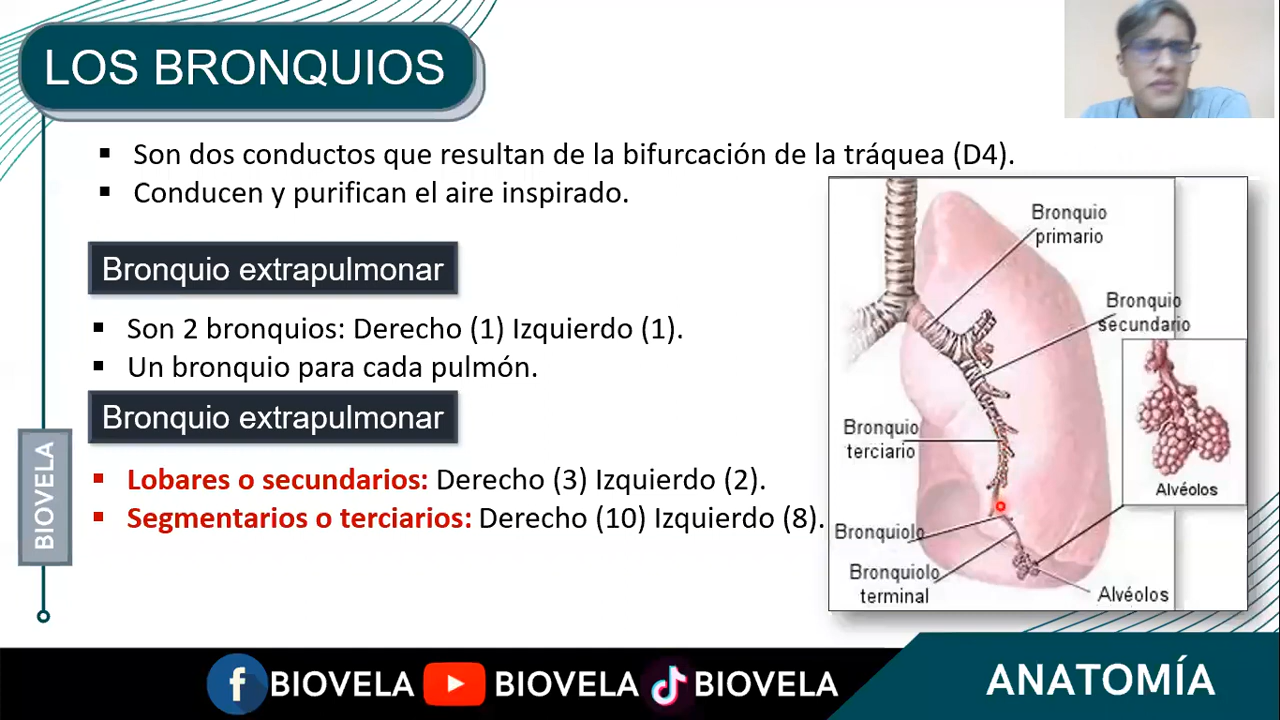 LOS BRONQUIOS
▪ Son dos conductos que resultan de la bifurcación de la tráquea (D4).
▪ Conducen y purifican el aire inspirado.
Bronquio extrapulmonar
▪ Son 2 bronquios: Derecho (1) Izquierdo (1).
▪ Un bronquio para cada pulmón.
Bronquio extrapulmonar
▪ Lobares o secundarios: Derecho (3) Izquierdo (2).
▪ Segmentarios o terciarios: Derecho (10) Izquierdo (8).
Bronquio
primario
Bronquio
secundario
Bronquio
terciario
Alvéolos
Bronquiolo
Bronquiolo
terminal
Alvéolos
BIOVELA
BIOVELA
BIOVELA
BIOVELA
ANATOMÍA